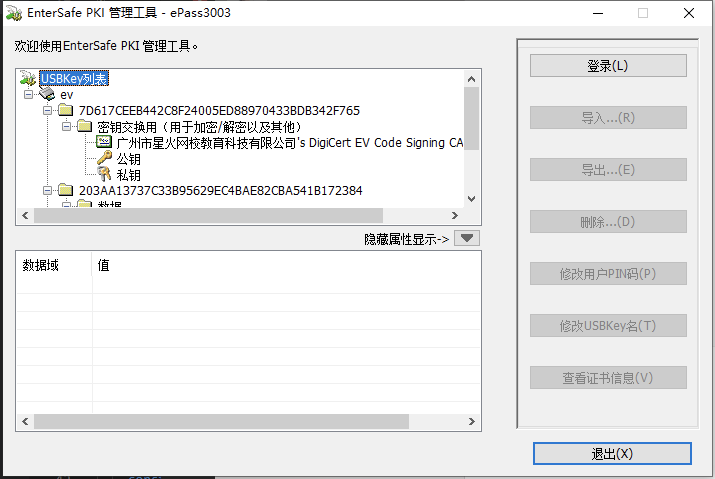 EnterSafe PKI 管理工具 - ePass3003
欢迎使用EnterSafe PKI 管理工具。
USBKey列表
ev
7D617CEEB442C8F24005ED88970433BDB342F765
密钥交换用（用于加密/解密以及其他）
广州市星火网校教育科技有限公司's DigiCert EV Code Signing CA
公钥
私钥
203AA13737C33B95629EC4BAE82CBA541B172384
数据
隐藏属性显示->
数据域 值
登录(L)
导入...(R)
导出...(E)
删除...(D)
修改用户PIN码(P)
修改USBKey名(T)
查看证书信息(V)
退出(X)